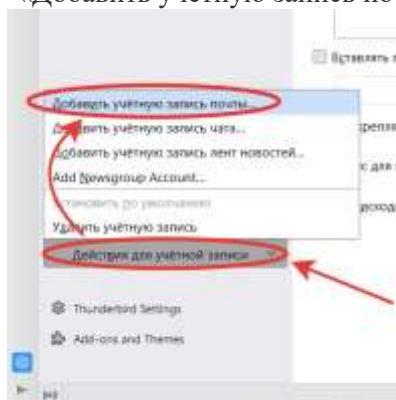 Добавить учётную запись по
Вставлять
Добавить учётную запись почты...
Добавить учётную запись чата...
Добавить учётную запись лент новостей...
Add Newsgroup Account...
Установить по умолчанию
Удалить учётную запись
Действия для учётной записи
Thunderbird Settings
Add-ons and Themes